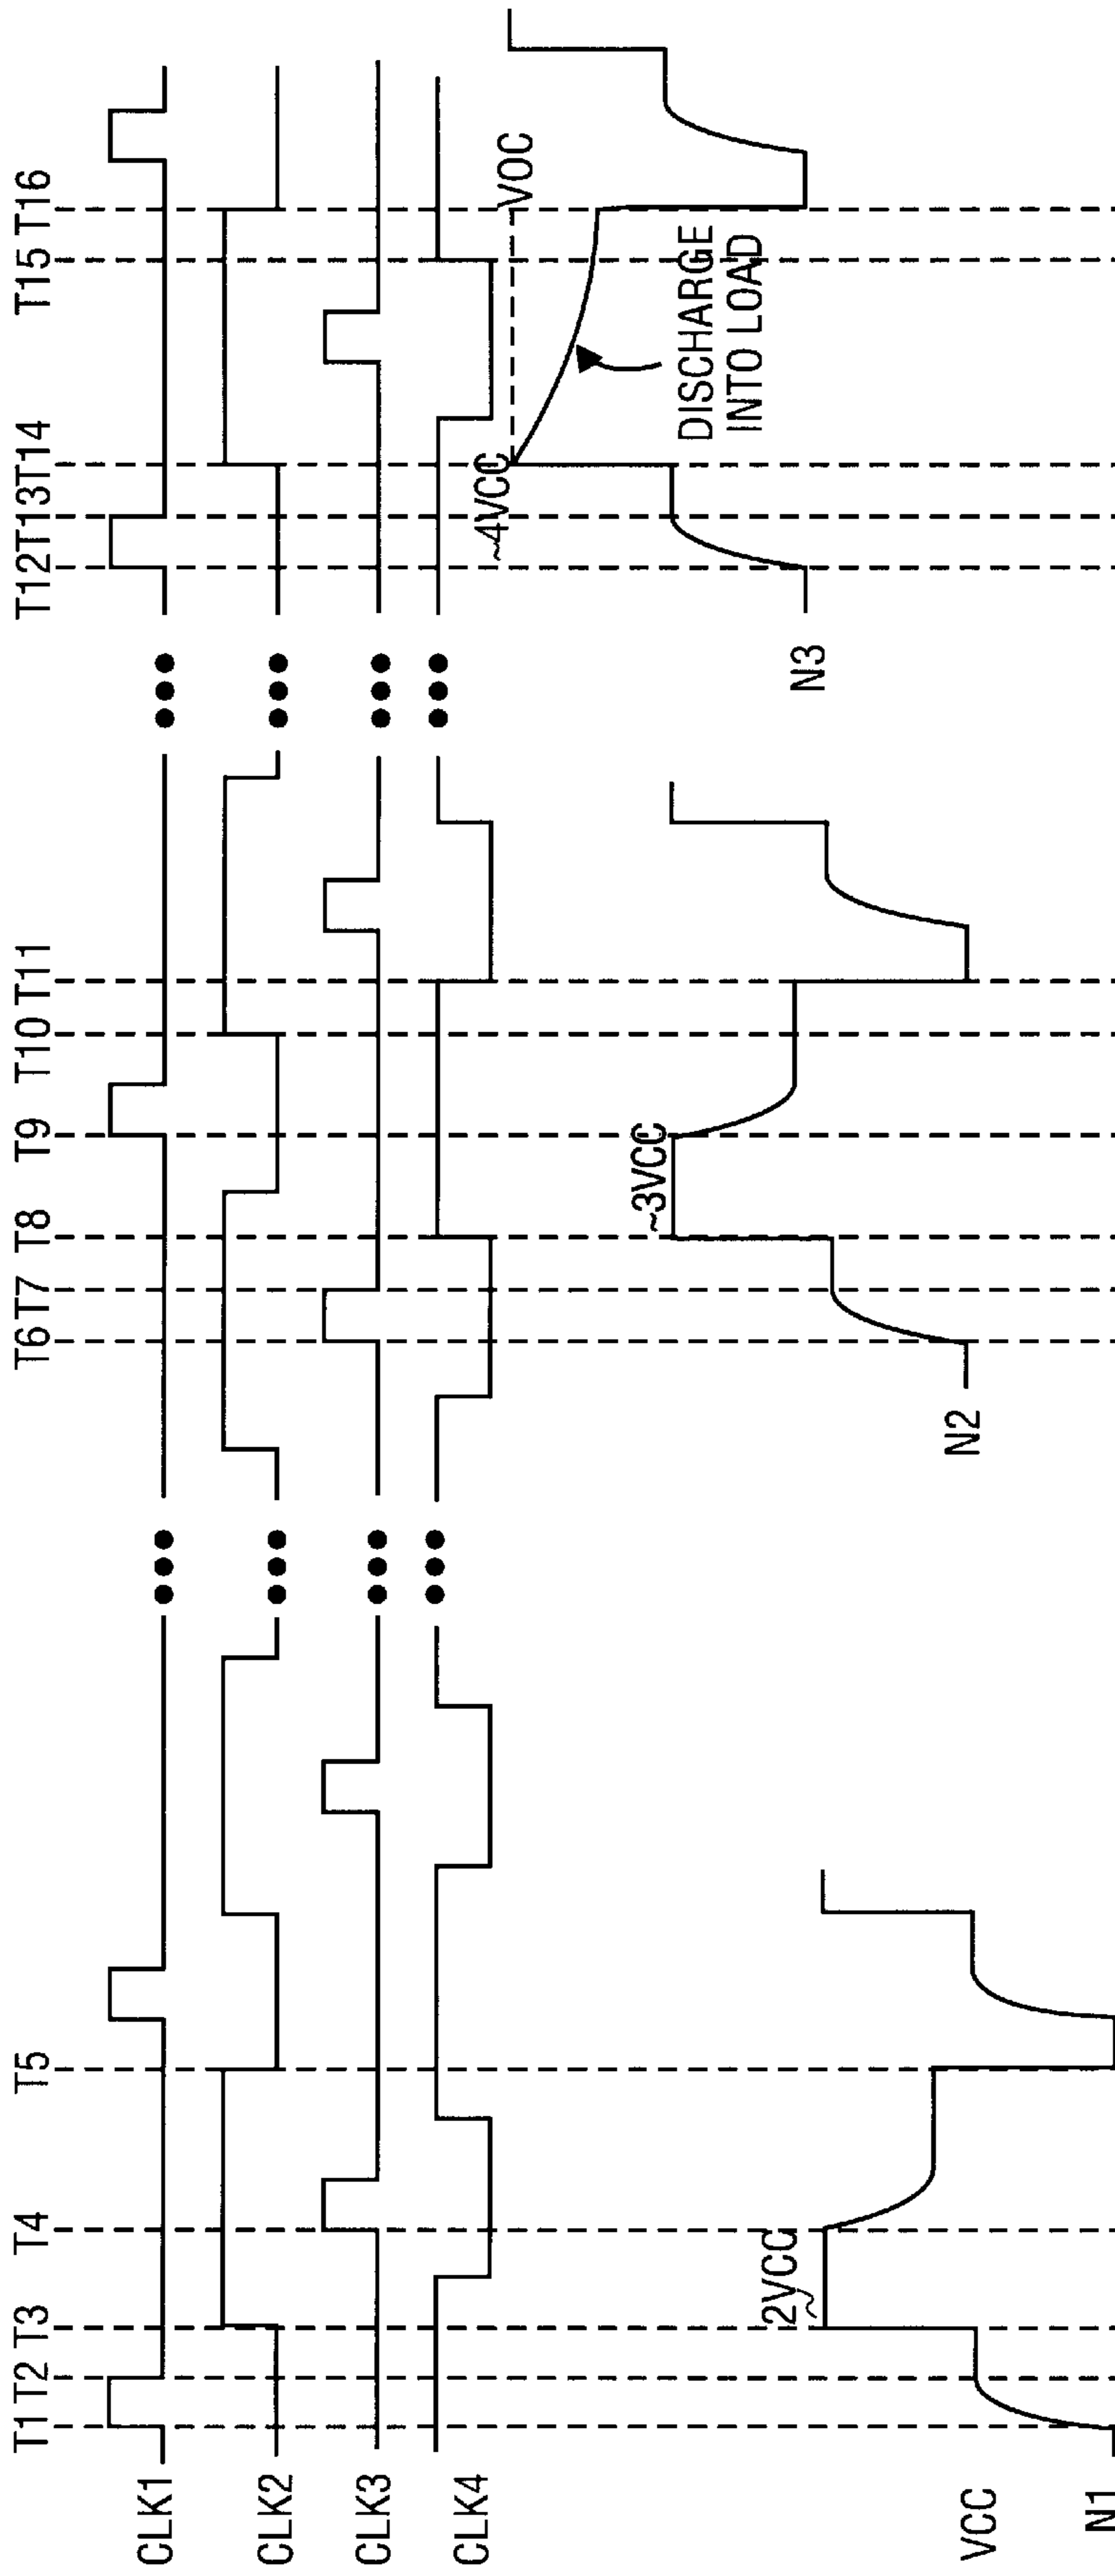 T1 T2 T3 T4 T5 T6 T7 T8 T9 T10 T11 T12 T13 T14 T15 T16
CLK1
CLK2
CLK3
CLK4
~4VCC
VOC
DISCHARGE
INTO LOAD
~3VCC
~2VCC
N3
N2
VCC
N1